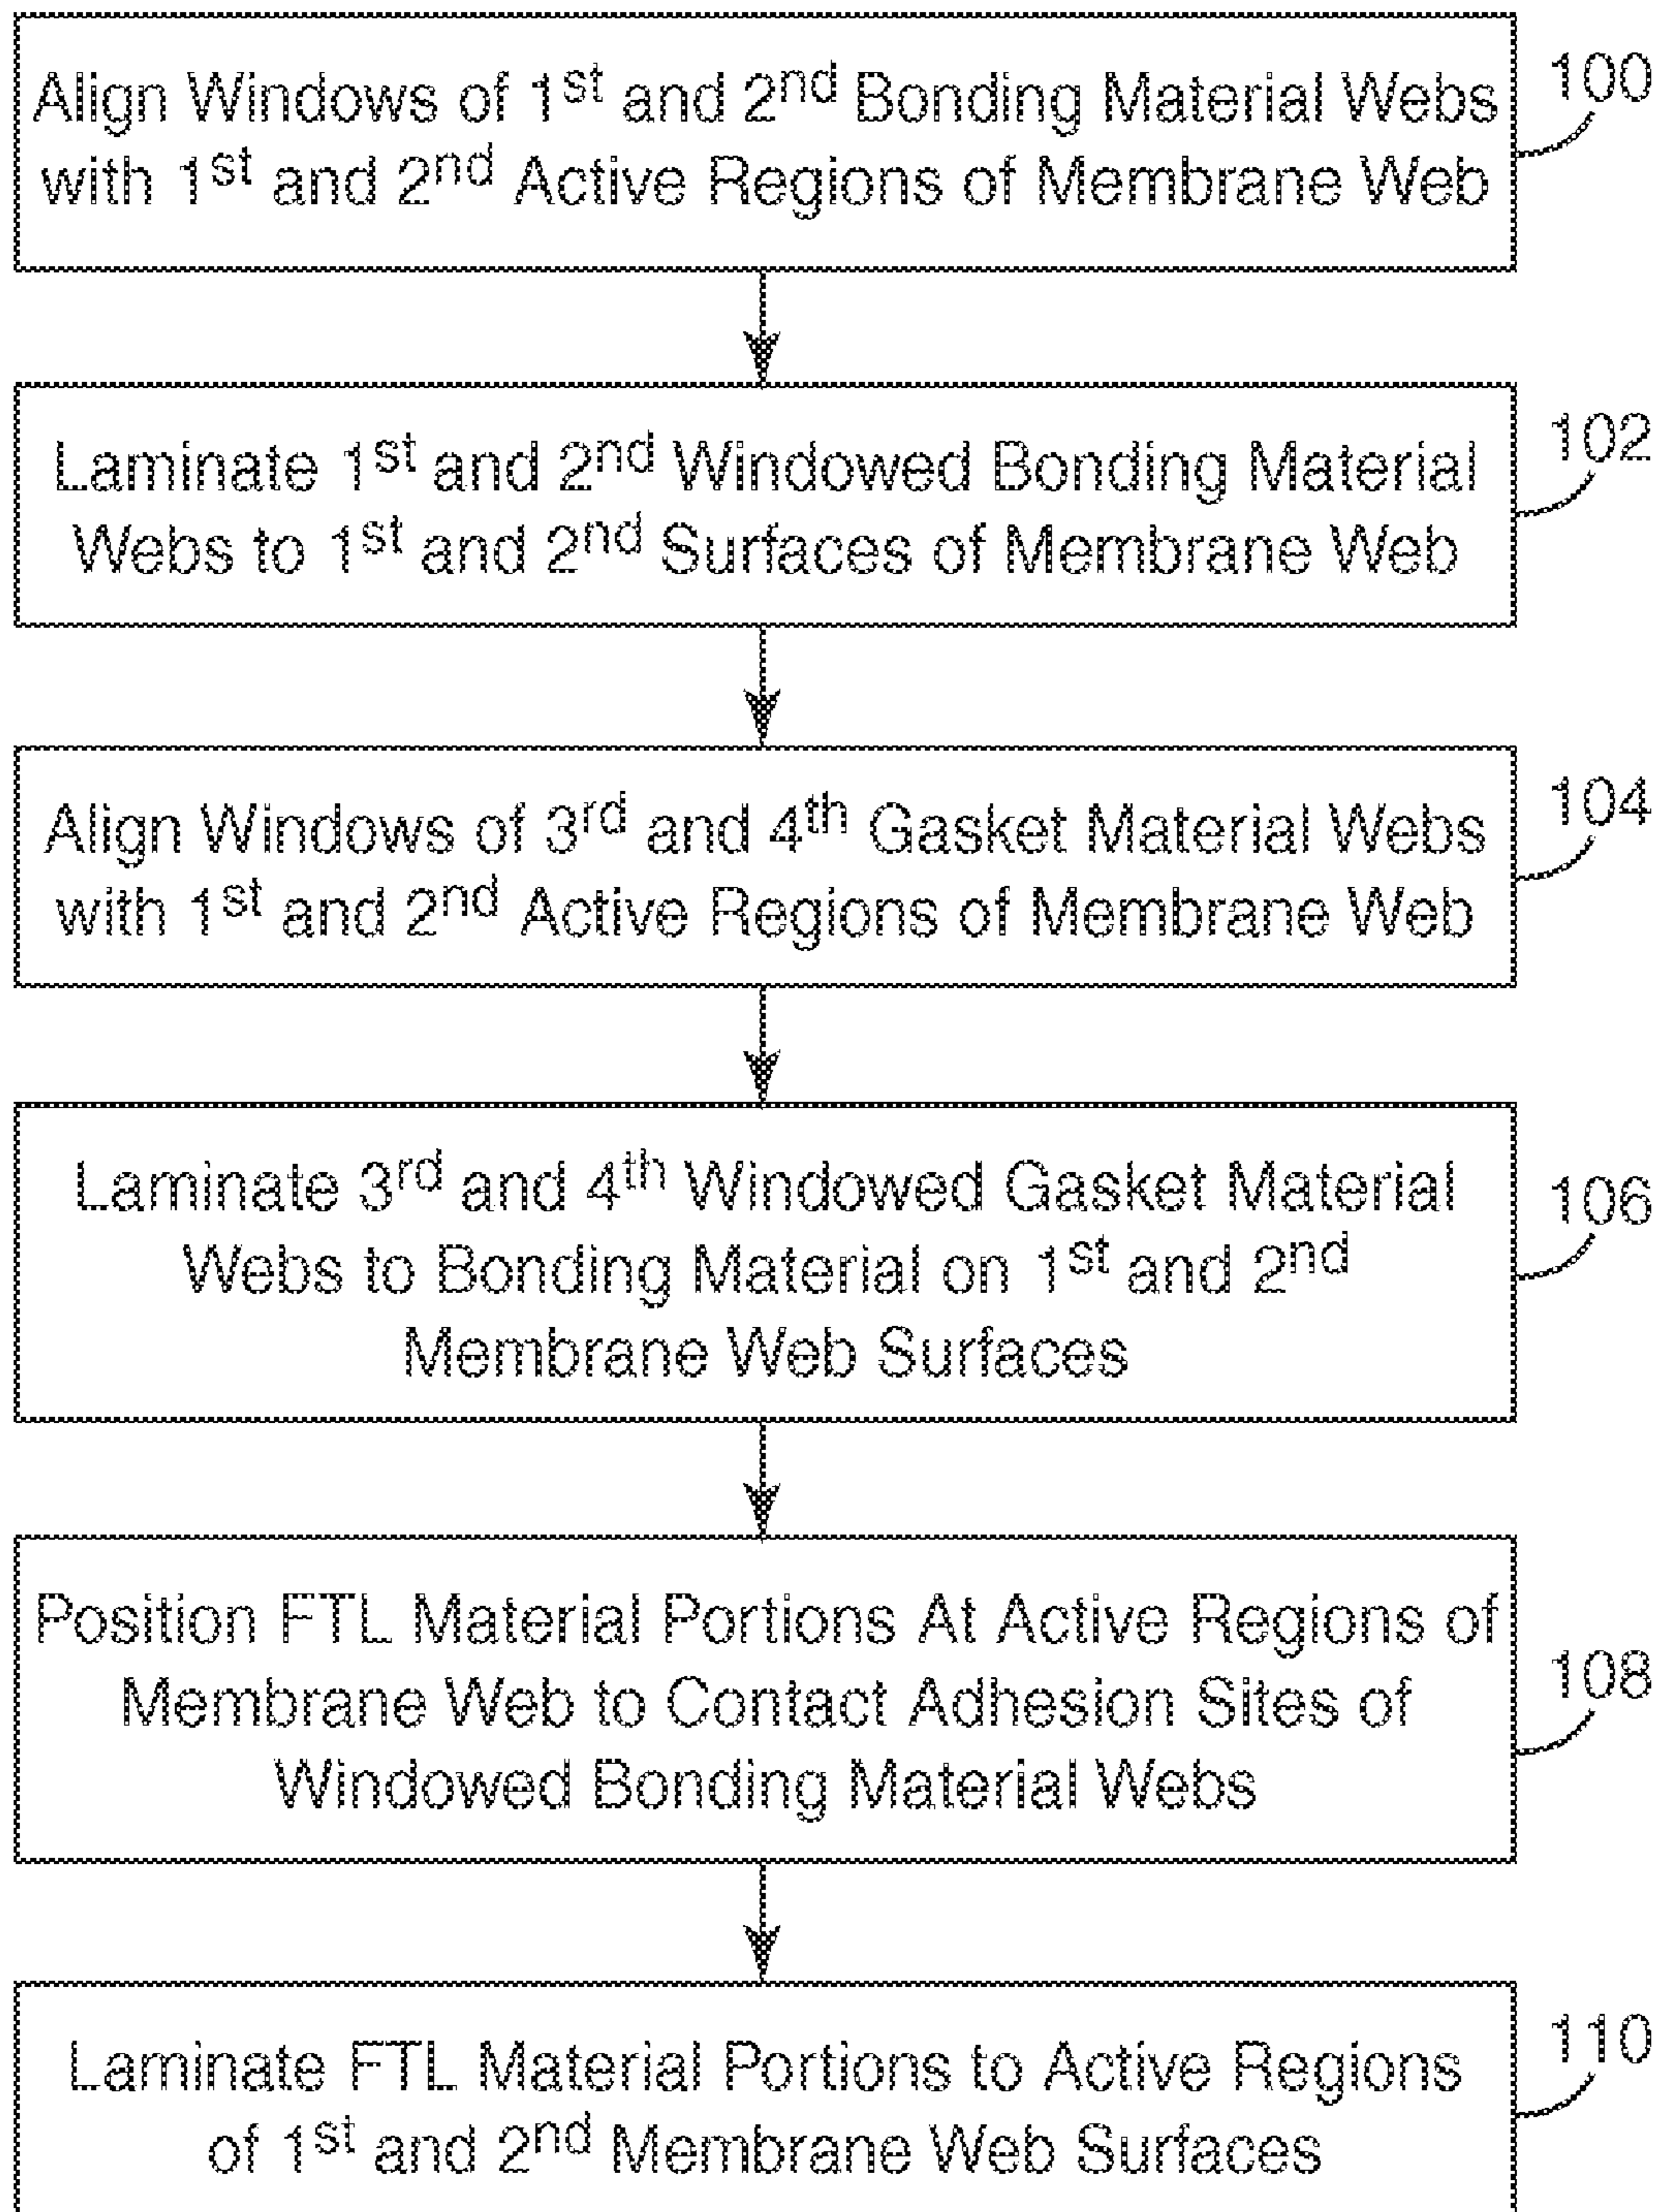 Align Windows of 1st and 2nd Bonding Material Webs
with 1st and 2nd Active Regions of Membrane Web
100
Laminate 1st and 2nd Windowed Bonding Material
Webs to 1st and 2nd Surfaces of Membrane Web
102
Align Windows of 3rd and 4th Gasket Material Webs
with 1st and 2nd Active Regions of Membrane Web
104
Laminate 3rd and 4th Windowed Gasket Material
Webs to Bonding Material on 1st and 2nd
Membrane Web Surfaces
106
Position FTL Material Portions At Active Regions of
Membrane Web to Contact Adhesion Sites of
Windowed Bonding Material Webs
108
Laminate FTL Material Portions to Active Regions
of 1st and 2nd Membrane Web Surfaces
110